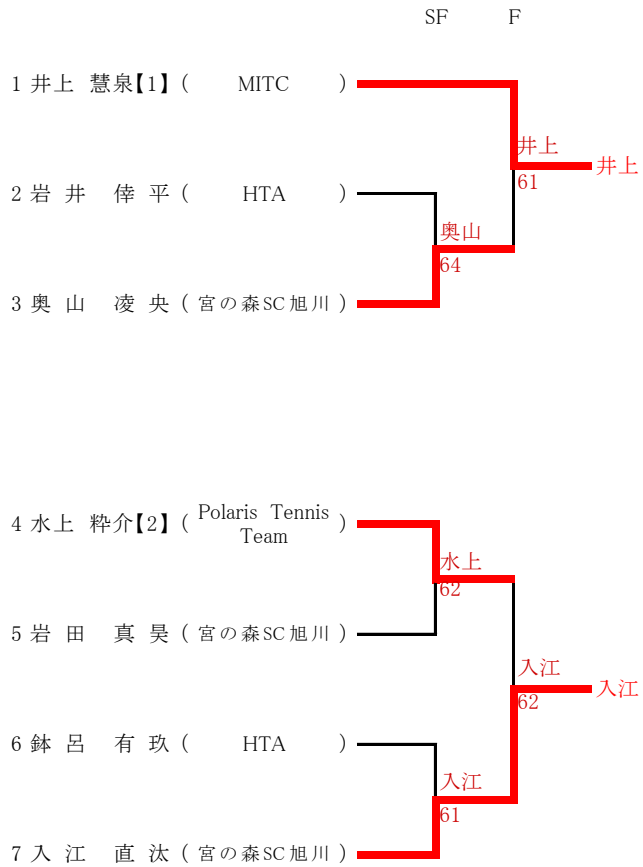 SF F
1 井上 慧泉【1】 ( MITC )
井上
井上
61
2 岩井 倖平 ( HTA )
奥山
64
3 奥山 凌央 ( 宮の森SC旭川 )
4 水上 粋介【2】 ( Polaris Tennis Team )
水上
62
5 岩田 真昊 ( 宮の森SC旭川 )
入江
入江
62
6 鉢呂 有玖 ( HTA )
入江
61
7 入江 直汰 ( 宮の森SC旭川 )